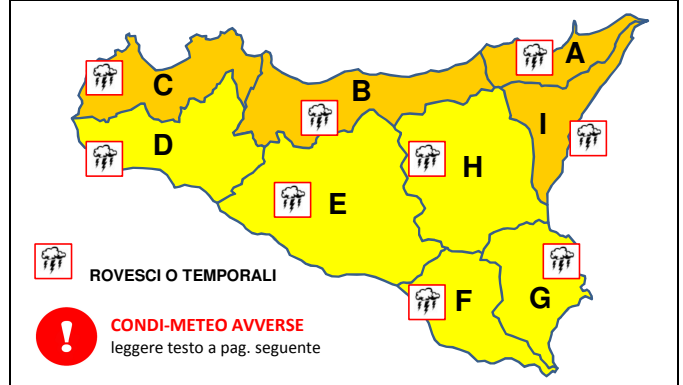 A
C
B
I
D
H
E
F
G
ROVESCI O TEMPORALI
!
CONDI-METEO AVVERSE
leggere testo a pag. seguente